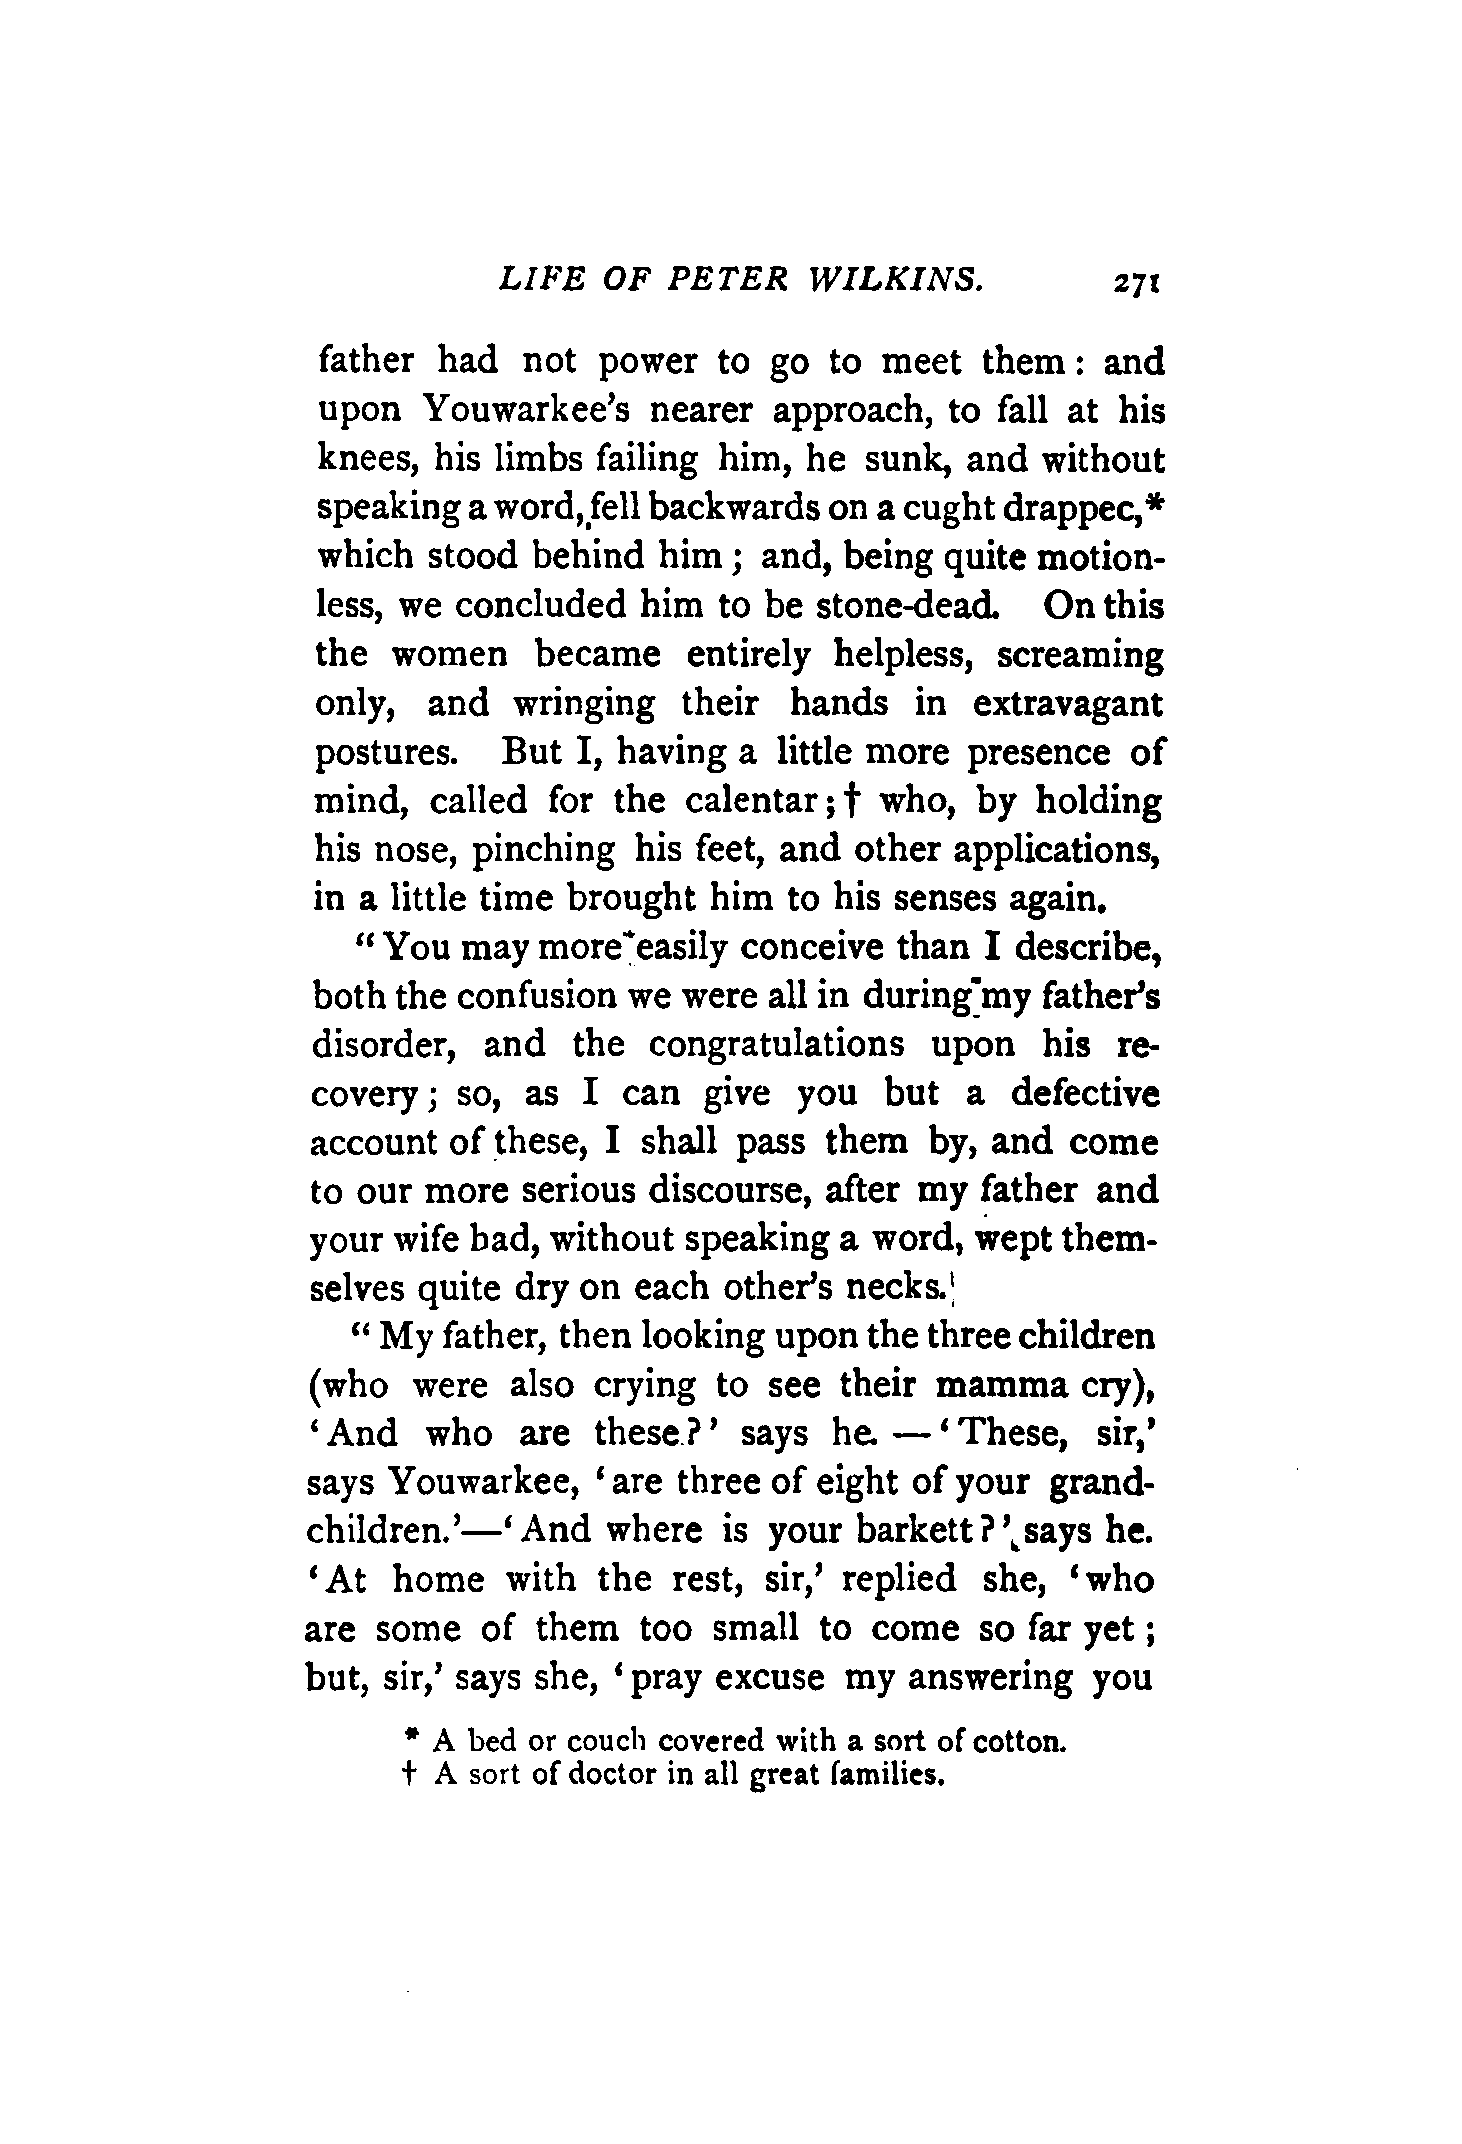 LIFE OF PETER WILKINS. 271
father had not power to go to meet them : and
upon Youwarkee's nearer approach, to fall at his
knees, his limbs failing him, he sunk, and without
speaking a word, fell backwards on a cught drappec,*
which stood behind him ; and, being quite motion-
less, we concluded him to be stone-dead. On this
the women became entirely helpless, screaming
only, and wringing their hands in extravagant
postures. But I, having a little more presence of
mind, called for the calentar ; † who, by holding
his nose, pinching his feet, and other applications,
in a little time brought him to his senses again.
“ You may more easily conceive than I describe,
both the confusion we were all in during my father's
disorder, and the congratulations upon his re-
covery ; so, as I can give you but a defective
account of these, I shall pass them by, and come
to our more serious discourse, after my father and
your wife had, without speaking a word, wept them-
selves quite dry on each other's necks.
“ My father, then looking upon the three children
(who were also crying to see their mamma cry),
‘ And who are these ? ’ says he. — ‘ These, sir,’
says Youwarkee, ‘ are three of eight of your grand-
children.’—‘ And where is your barkett ? ’ says he.
‘ At home with the rest, sir,’ replied she, ‘ who
are some of them too small to come so far yet ;
but, sir,’ says she, ‘ pray excuse my answering you
* A bed or couch covered with a sort of cotton.
† A sort of doctor in all great families.